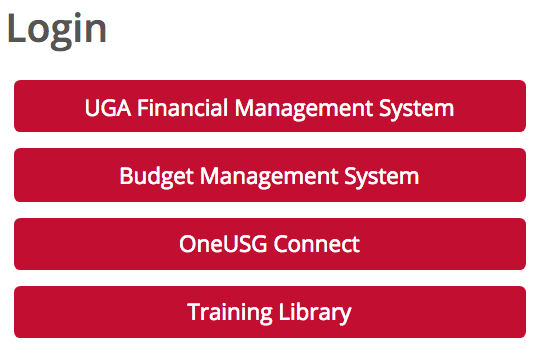 Login
UGA Financial Management System
Budget Management System
OneUSG Connect
Training Library